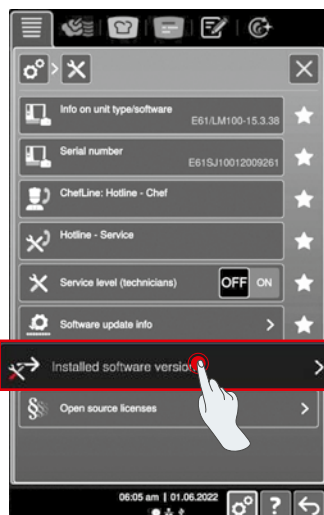 Info on unit type/software
E61/LM100-15.3.38
Serial number
E61SJ10012009261
ChefLine: Hotline - Chef
Hotline - Service
Service level (technicians)
OFF ON
Software update info
Installed software version
§ Open source licenses
06:05 am | 01.06.2022
?